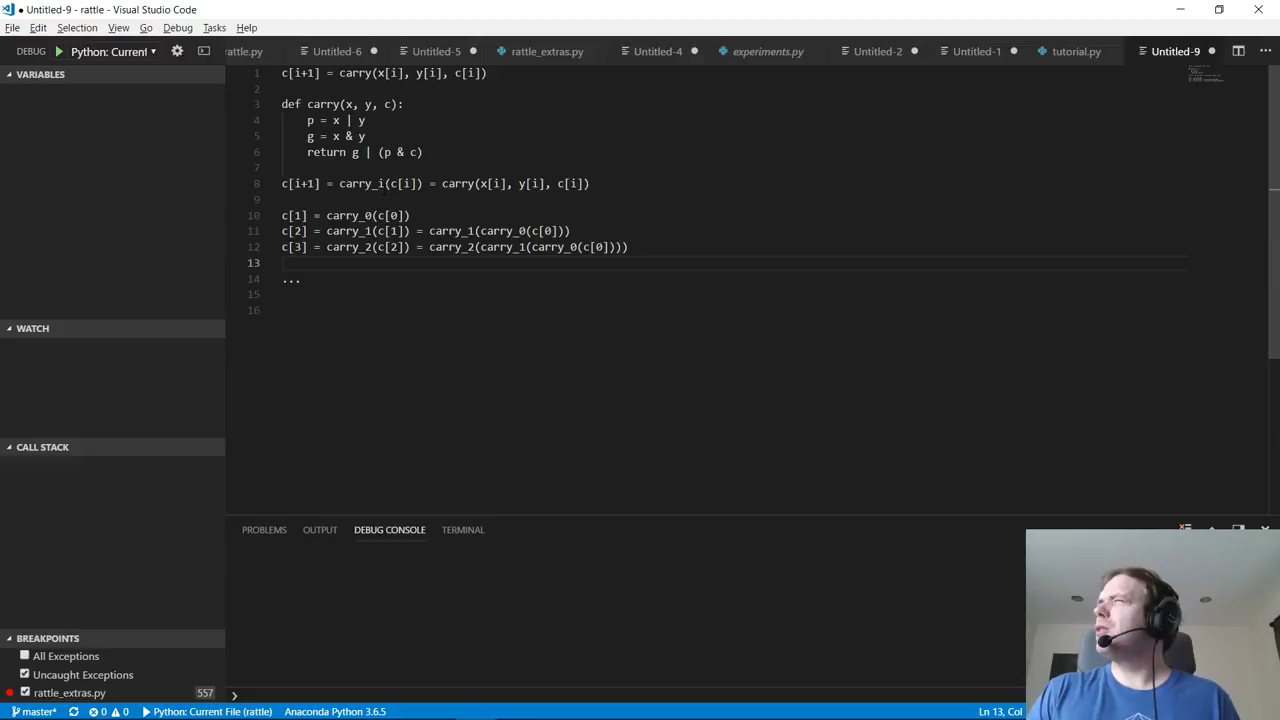 ● Untitled-9 - rattle - Visual Studio Code
File Edit Selection View Go Debug Tasks Help
DEBUG Python: Current
rattle.py Untitled-6 Untitled-5 rattle_extras.py Untitled-4 experiments.py Untitled-2 Untitled-1 tutorial.py Untitled-9
VARIABLES
WATCH
CALL STACK
BREAKPOINTS
All Exceptions
Uncaught Exceptions
rattle_extras.py 557
1 c[i+1] = carry(x[i], y[i], c[i])
2
3 def carry(x, y, c):
4 p = x | y
5 g = x & y
6 return g | (p & c)
7
8 c[i+1] = carry_i(c[i]) = carry(x[i], y[i], c[i])
9
10 c[1] = carry_0(c[0])
11 c[2] = carry_1(c[1]) = carry_1(carry_0(c[0]))
12 c[3] = carry_2(c[2]) = carry_2(carry_1(carry_0(c[0])))
13
14 ...
15
16
PROBLEMS OUTPUT DEBUG CONSOLE TERMINAL
master* 0 0 Python: Current File (rattle) Anaconda Python 3.6.5 Ln 13, Col